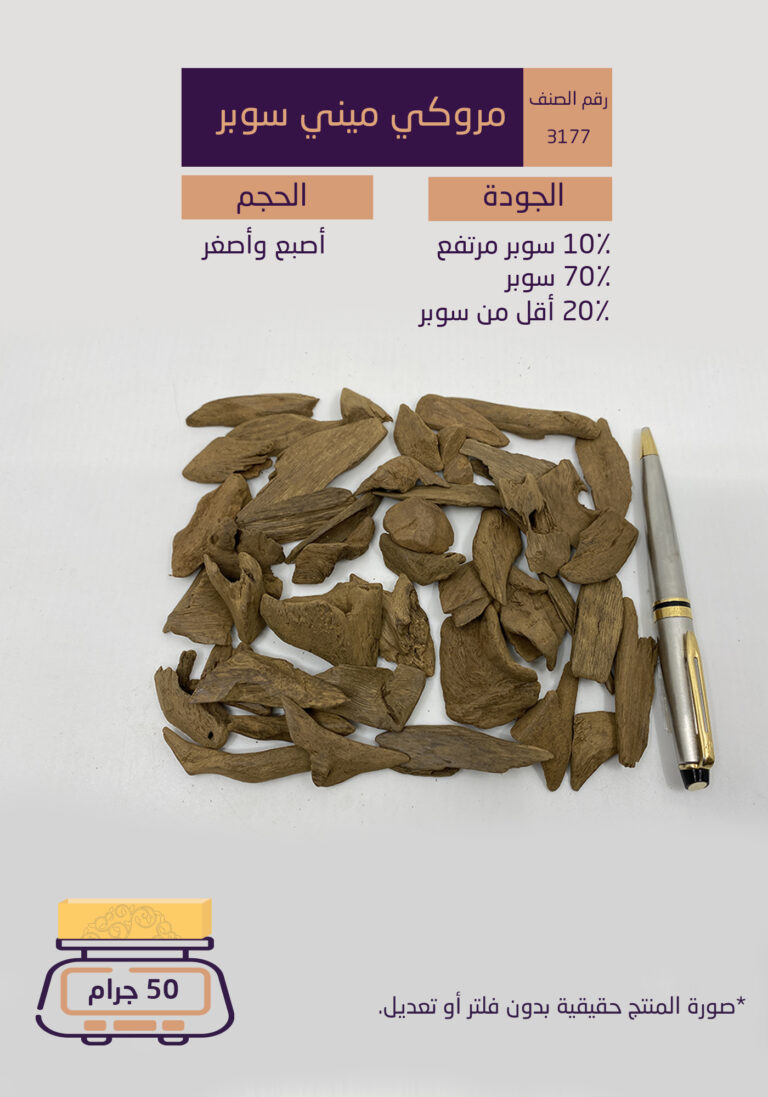 رقم الصنف
3177
مروكي ميني سوبر
الجودة
10٪ سوبر مرتفع
70٪ سوبر
20٪ أقل من سوبر
الحجم
أصبع وأصغر
50 جرام
*صورة المنتج حقيقية بدون فلتر أو تعديل.